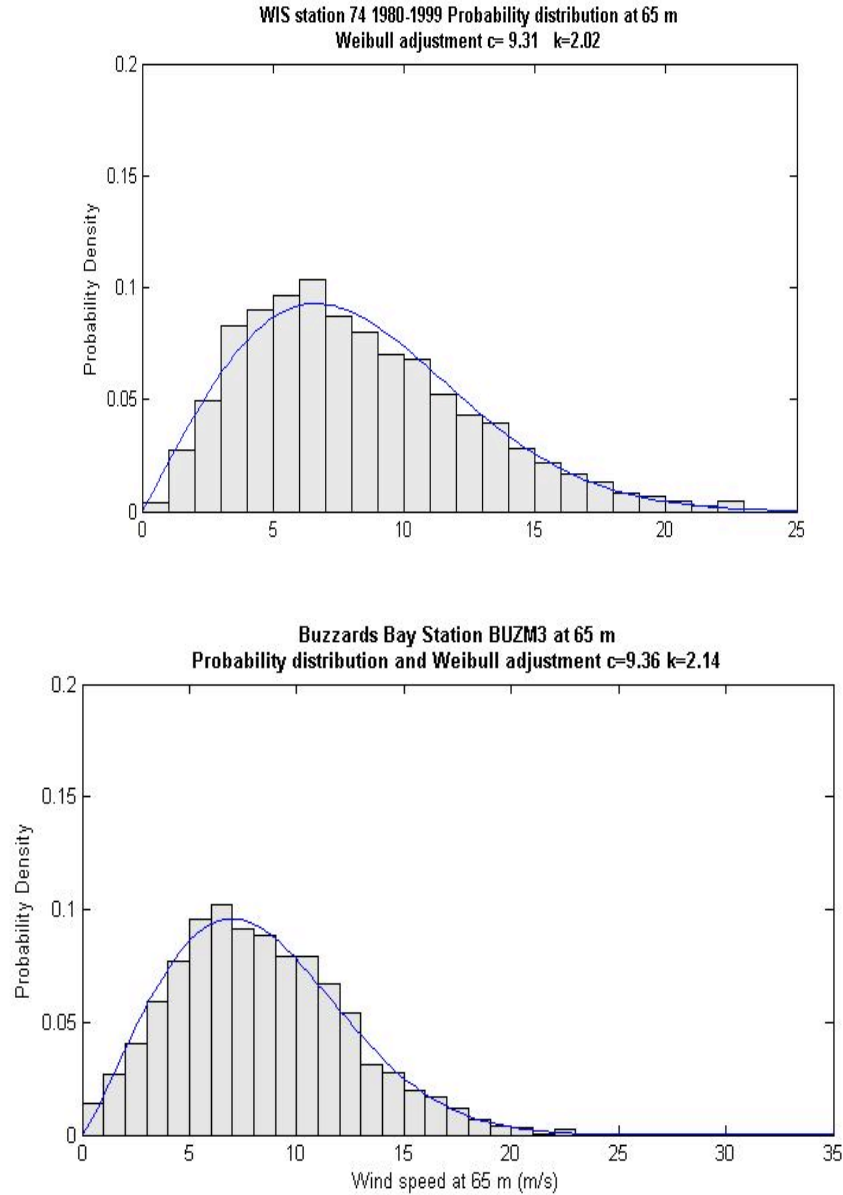 WIS station 74 1980-1999 Probability distribution at 65 m
Weibull adjustment c= 9.31 k=2.02
0.2
0.15
0.1
0.05
0
Probability Density
0 5 10 15 20 25
Buzzards Bay Station BUZM3 at 65 m
Probability distribution and Weibull adjustment c=9.36 k=2.14
0.2
0.15
0.1
0.05
0
Probability Density
0 5 10 15 20 25 30 35
Wind speed at 65 m (m/s)